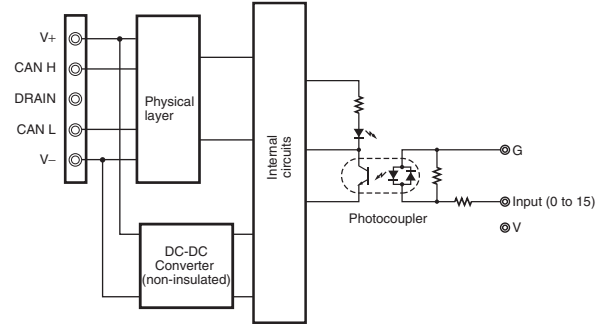 V+
CAN H
DRAIN
CAN L
V−
Physical
layer
DC-DC
Converter
(non-insulated)
Internal
circuits
Photocoupler
G
Input (0 to 15)
V